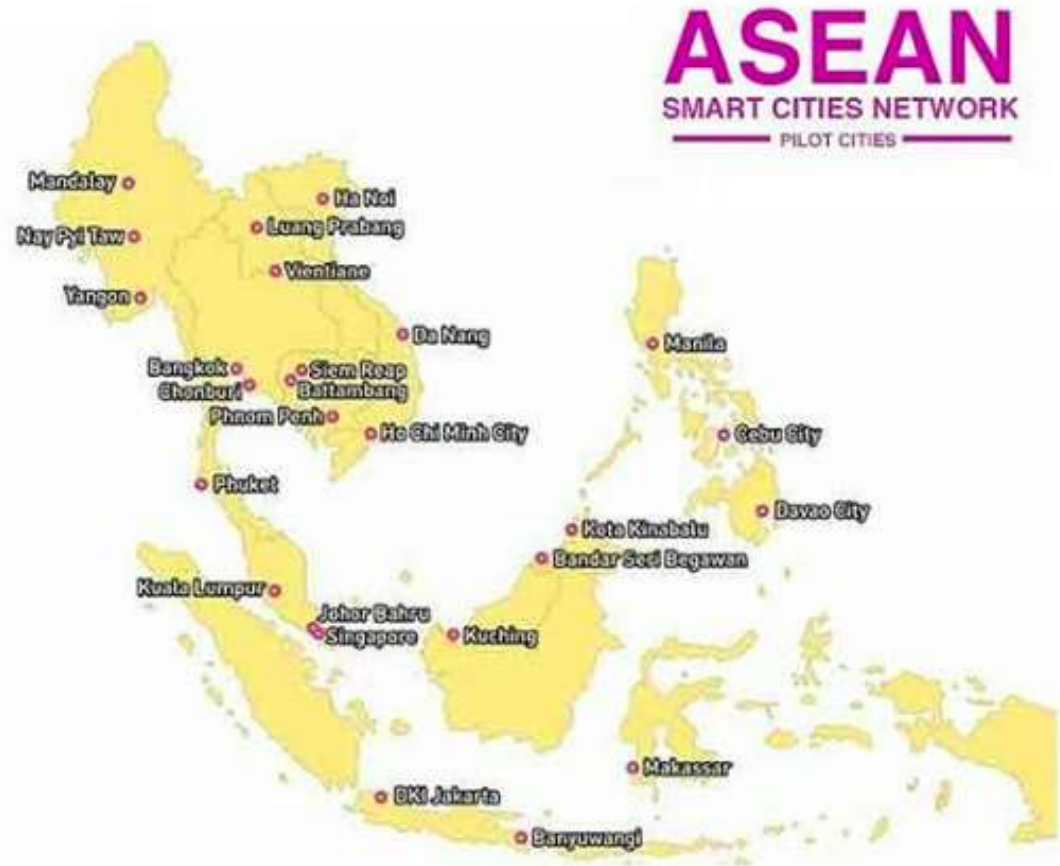 ASEAN
SMART CITIES NETWORK
PILOT CITIES
Mandalay
Ha Noi
Luang Prabang
Nay Pyi Taw
Vientiane
Yangon
Da Nang
Manila
Bangkok
Siem Reap
Chonburi
Battambang
Phnom Penh
Ho Chi Minh City
Cebu City
Phuket
Davao City
Kota Kinabalu
Bandar Seri Begawan
Kuala Lumpur
Johor Bahru
Singapore
Kuching
Makassar
DKI Jakarta
Banyuwangi